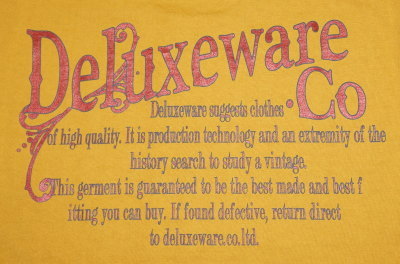 Deluxeware
Co
Deluxeware suggests clothes
of high quality. It is production technology and an extremity of the
history search to study a vintage.
This germent is guaranteed to be the best made and best f
itting you can buy. If found defective, return direct
to deluxeware.co.ltd.